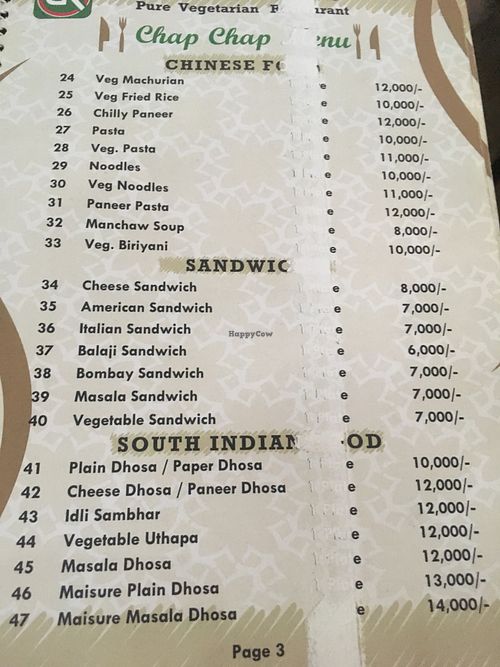 Pure Vegetarian urant
Chap Chap enu
CHINESE FO
24 Veg Machurian e 12,000/-
25 Veg Fried Rice e 10,000/-
26 Chilly Paneer e 12,000/-
27 Pasta e 10,000/-
28 Veg. Pasta e 11,000/-
29 Noodles e 10,000/-
30 Veg Noodles e 11,000/-
31 Paneer Pasta e 12,000/-
32 Manchaw Soup e 8,000/-
33 Veg. Biriyani e 10,000/-
SANDWIC
34 Cheese Sandwich e 8,000/-
35 American Sandwich e 7,000/-
36 Italian Sandwich e 7,000/-
HappyCow
37 Balaji Sandwich e 6,000/-
38 Bombay Sandwich e 7,000/-
39 Masala Sandwich e 7,000/-
40 Vegetable Sandwich e 7,000/-
SOUTH INDIAN OD
41 Plain Dhosa / Paper Dhosa e 10,000/-
42 Cheese Dhosa / Paneer Dhosa e 12,000/-
43 Idli Sambhar e 12,000/-
44 Vegetable Uthapa e 12,000/-
45 Masala Dhosa e 12,000/-
46 Maisure Plain Dhosa e 13,000/-
47 Maisure Masala Dhosa e 14,000/-
Page 3